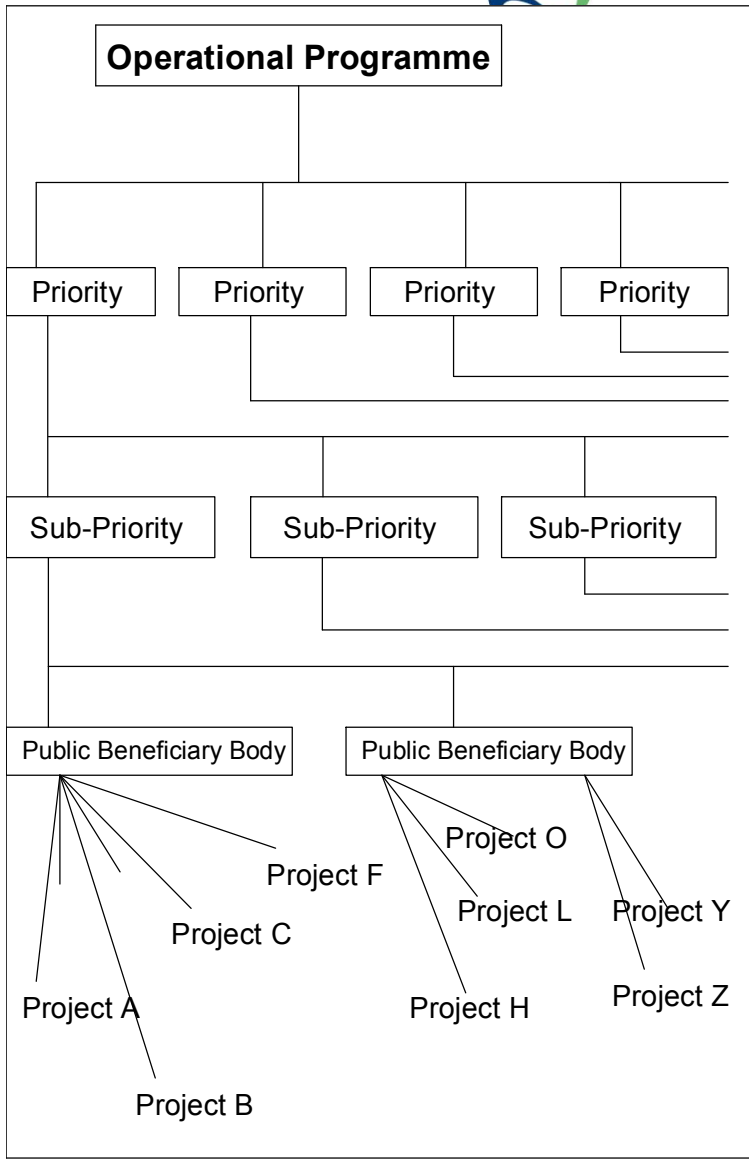 Operational Programme
Priority
Priority
Priority
Priority
Sub-Priority
Sub-Priority
Sub-Priority
Public Beneficiary Body
Public Beneficiary Body
Project O
Project F
Project L
Project Y
Project C
Project A
Project H
Project Z
Project B